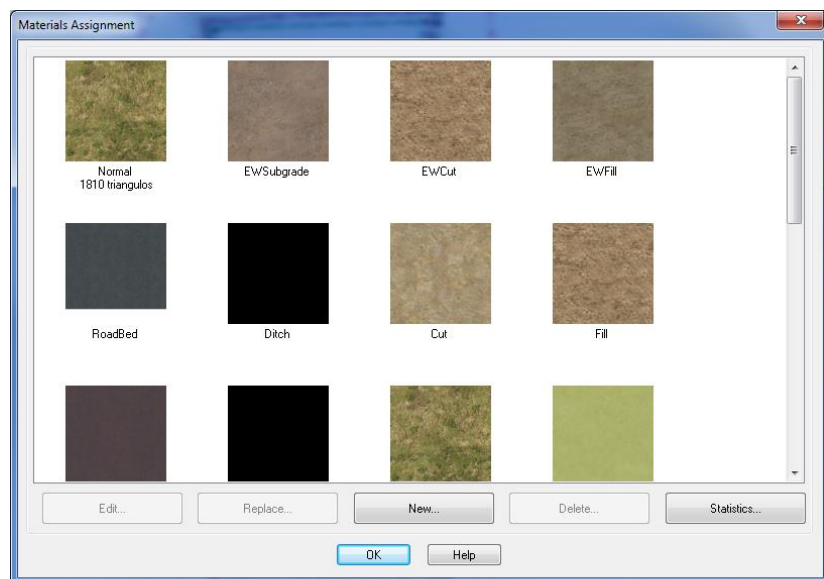 Materials Assignment
Normal
1810 triangulos
EWSubgrade
EWCut
EWFill
RoadBed
Ditch
Cut
Fill
Edit...
Replace...
New...
Delete...
Statistics...
OK
Help